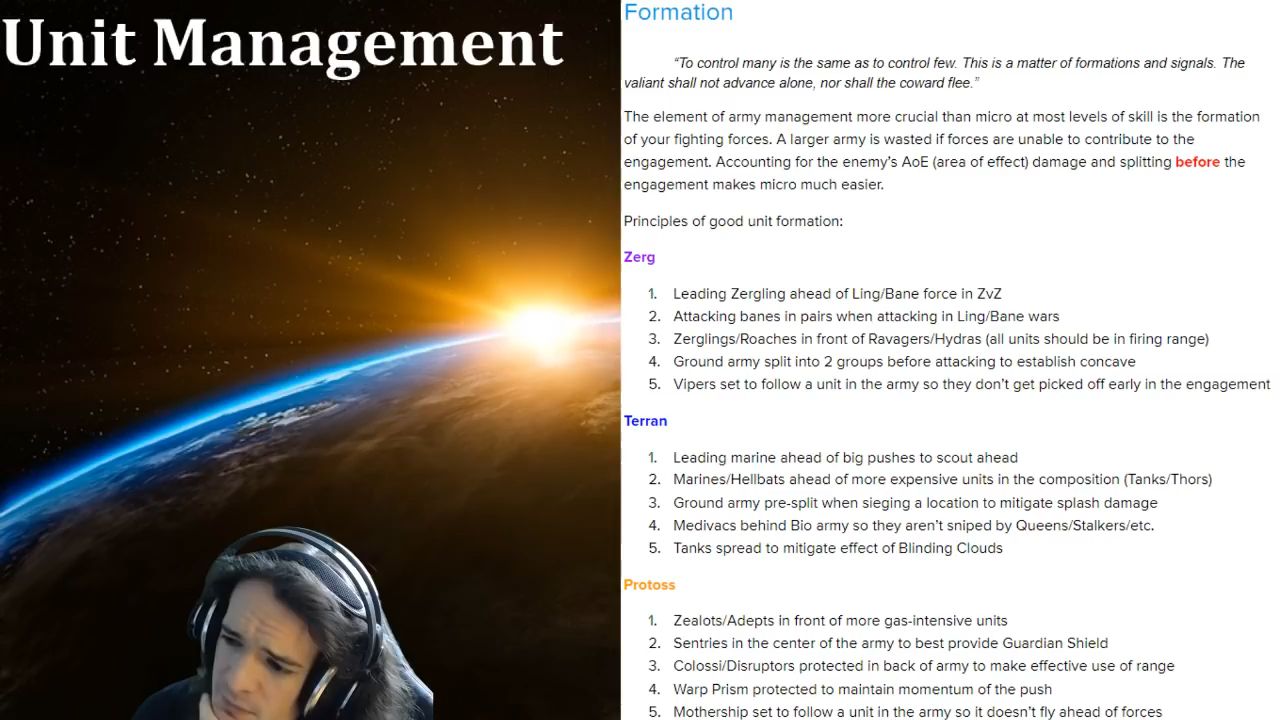 Unit Management
Formation
“To control many is the same as to control few. This is a matter of formations and signals. The
valiant shall not advance alone, nor shall the coward flee.”
The element of army management more crucial than micro at most levels of skill is the formation
of your fighting forces. A larger army is wasted if forces are unable to contribute to the
engagement. Accounting for the enemy’s AoE (area of effect) damage and splitting before the
engagement makes micro much easier.
Principles of good unit formation:
Zerg
1. Leading Zergling ahead of Ling/Bane force in ZvZ
2. Attacking banes in pairs when attacking in Ling/Bane wars
3. Zerglings/Roaches in front of Ravagers/Hydras (all units should be in firing range)
4. Ground army split into 2 groups before attacking to establish concave
5. Vipers set to follow a unit in the army so they don’t get picked off early in the engagement
Terran
1. Leading marine ahead of big pushes to scout ahead
2. Marines/Hellbats ahead of more expensive units in the composition (Tanks/Thors)
3. Ground army pre-split when sieging a location to mitigate splash damage
4. Medivacs behind Bio army so they aren’t sniped by Queens/Stalkers/etc.
5. Tanks spread to mitigate effect of Blinding Clouds
Protoss
1. Zealots/Adepts in front of more gas-intensive units
2. Sentries in the center of the army to best provide Guardian Shield
3. Colossi/Disruptors protected in back of army to make effective use of range
4. Warp Prism protected to maintain momentum of the push
5. Mothership set to follow a unit in the army so it doesn’t fly ahead of forces